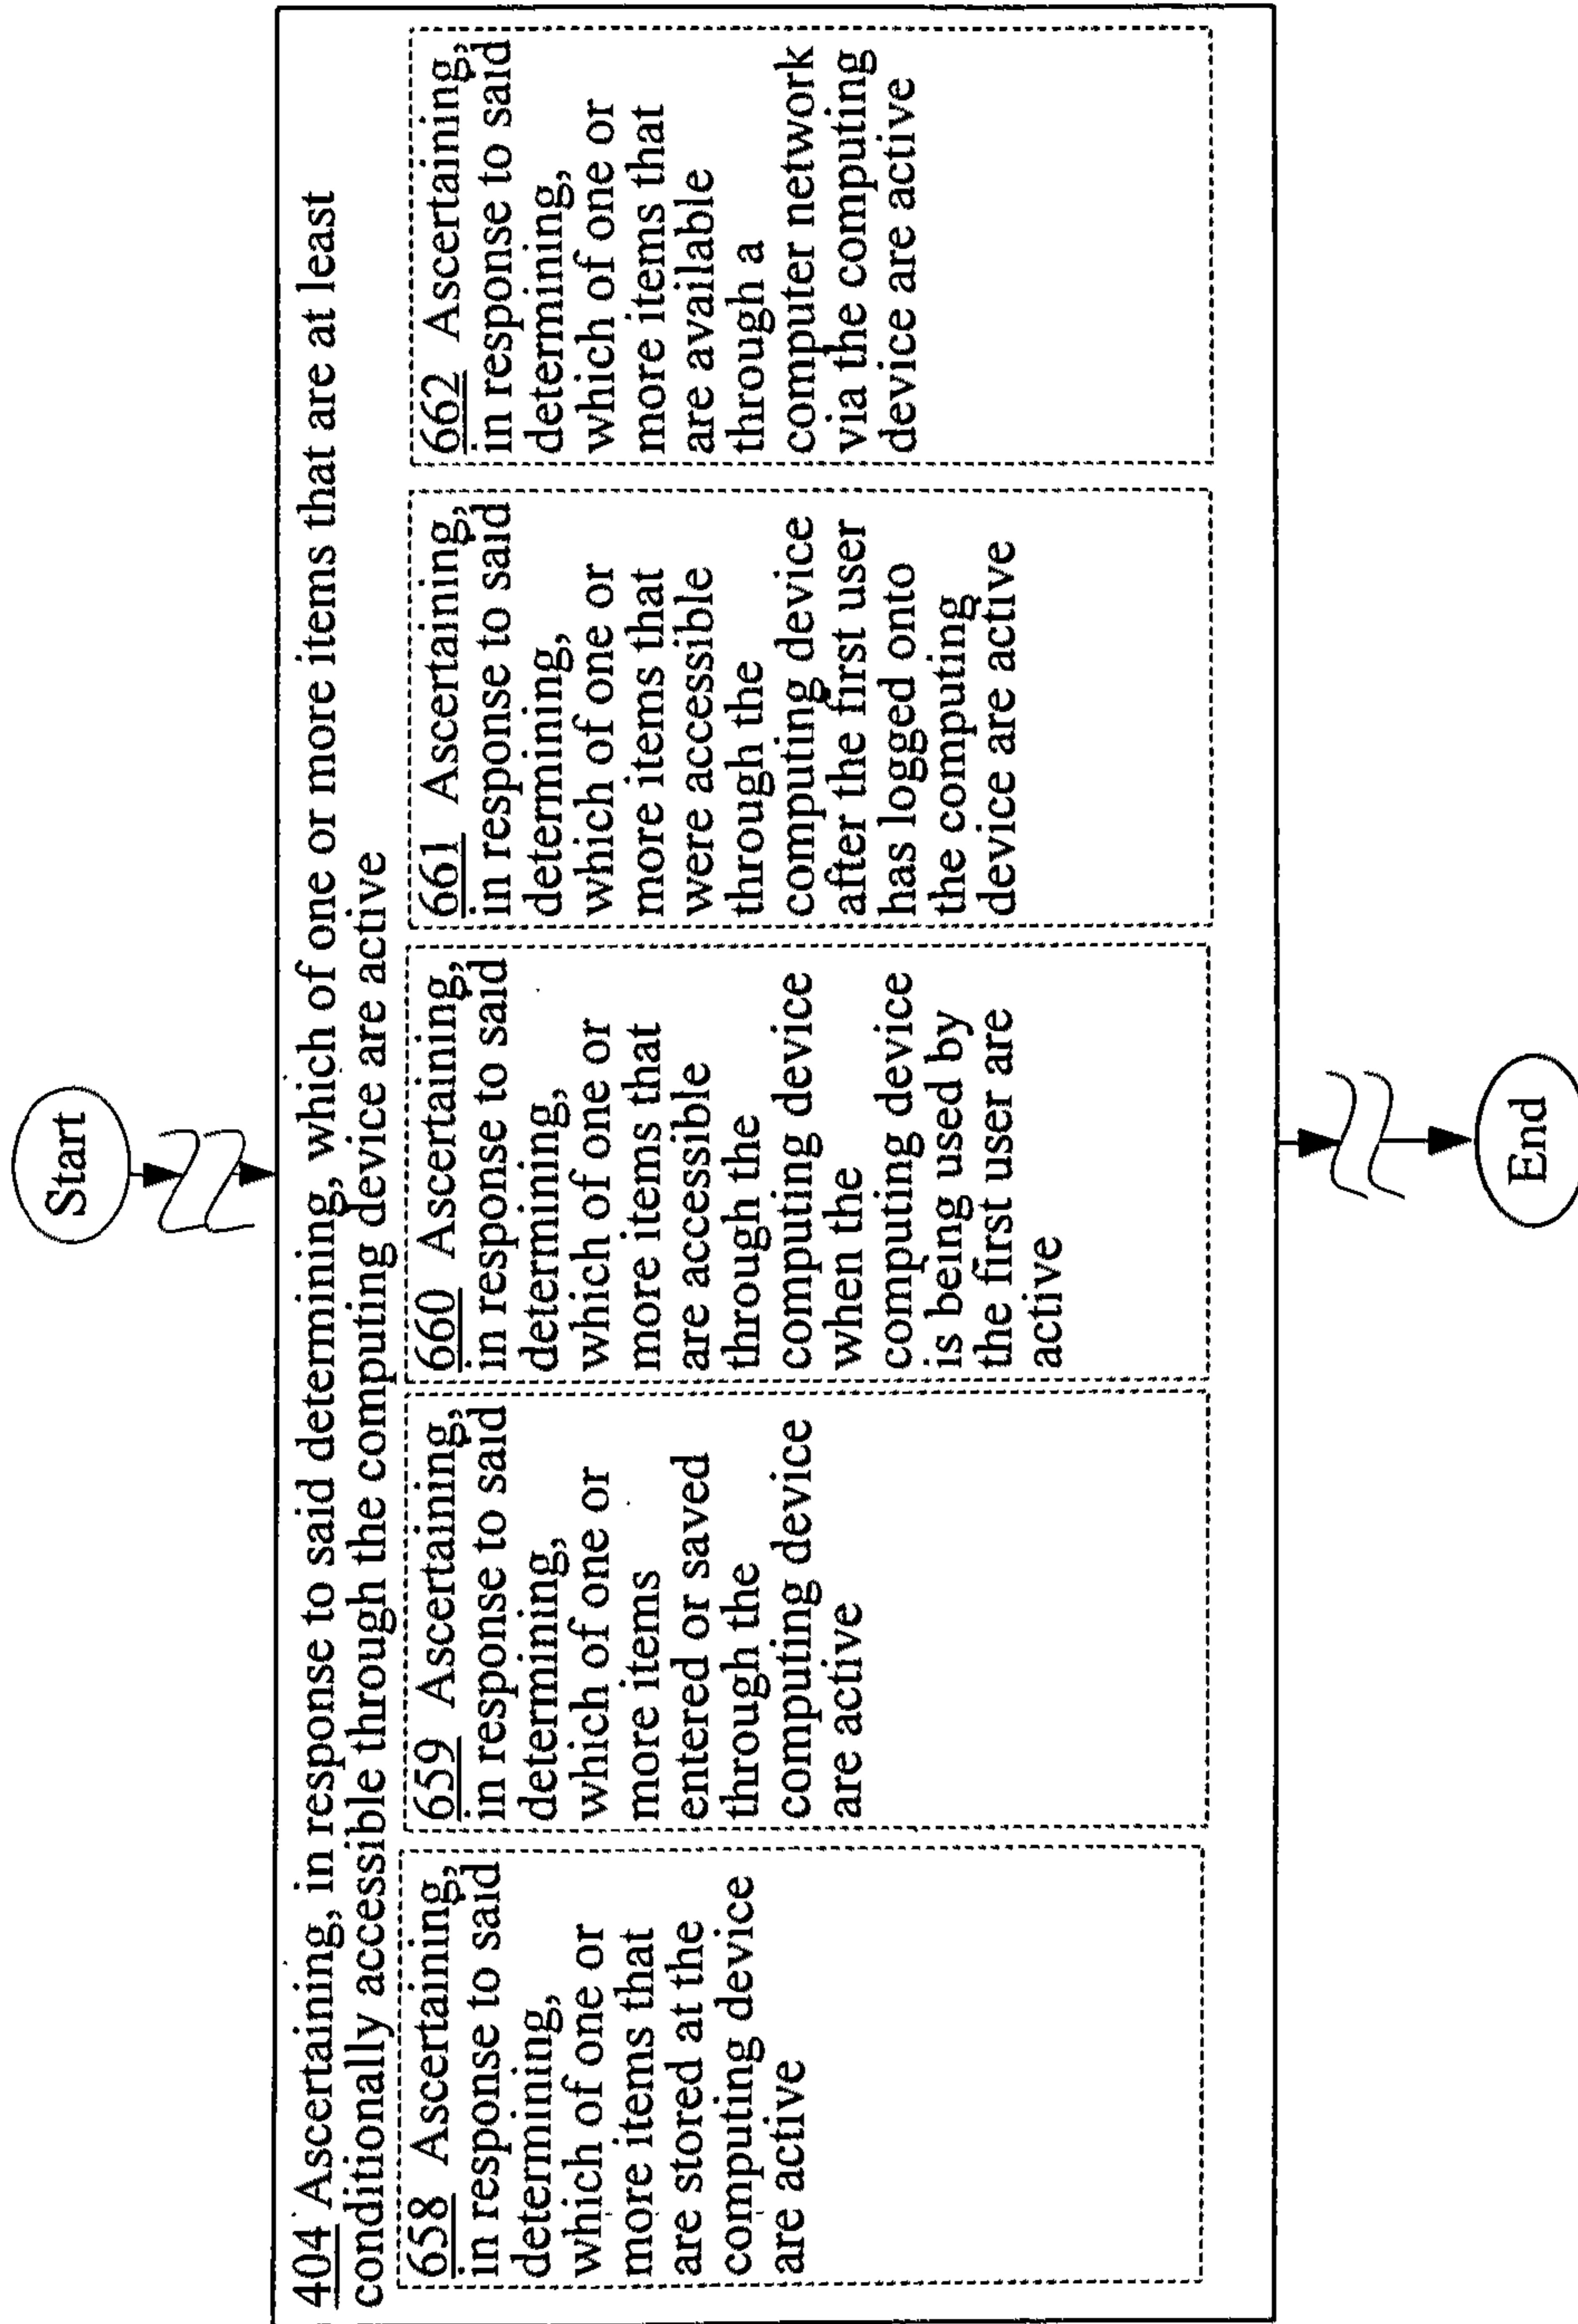 Start
404 Ascertaining, in response to said determining, which of one or more items that are at least
conditionally accessible through the computing device are active
658 Ascertaining,
in response to said
determining,
which of one or
more items that
are stored at the
computing device
are active
659 Ascertaining,
in response to said
determining,
which of one or
more items
entered or saved
through the
computing device
are active
660 Ascertaining,
in response to said
determining,
which of one or
more items that
are accessible
through the
computing device
when the
computing device
is being used by
the first user are
active
661 Ascertaining,
in response to said
determining,
which of one or
more items that
were accessible
through the
computing device
after the first user
has logged onto
the computing
device are active
662 Ascertaining,
in response to said
determining,
which of one or
more items that
are available
through a
computer network
via the computing
device are active
End